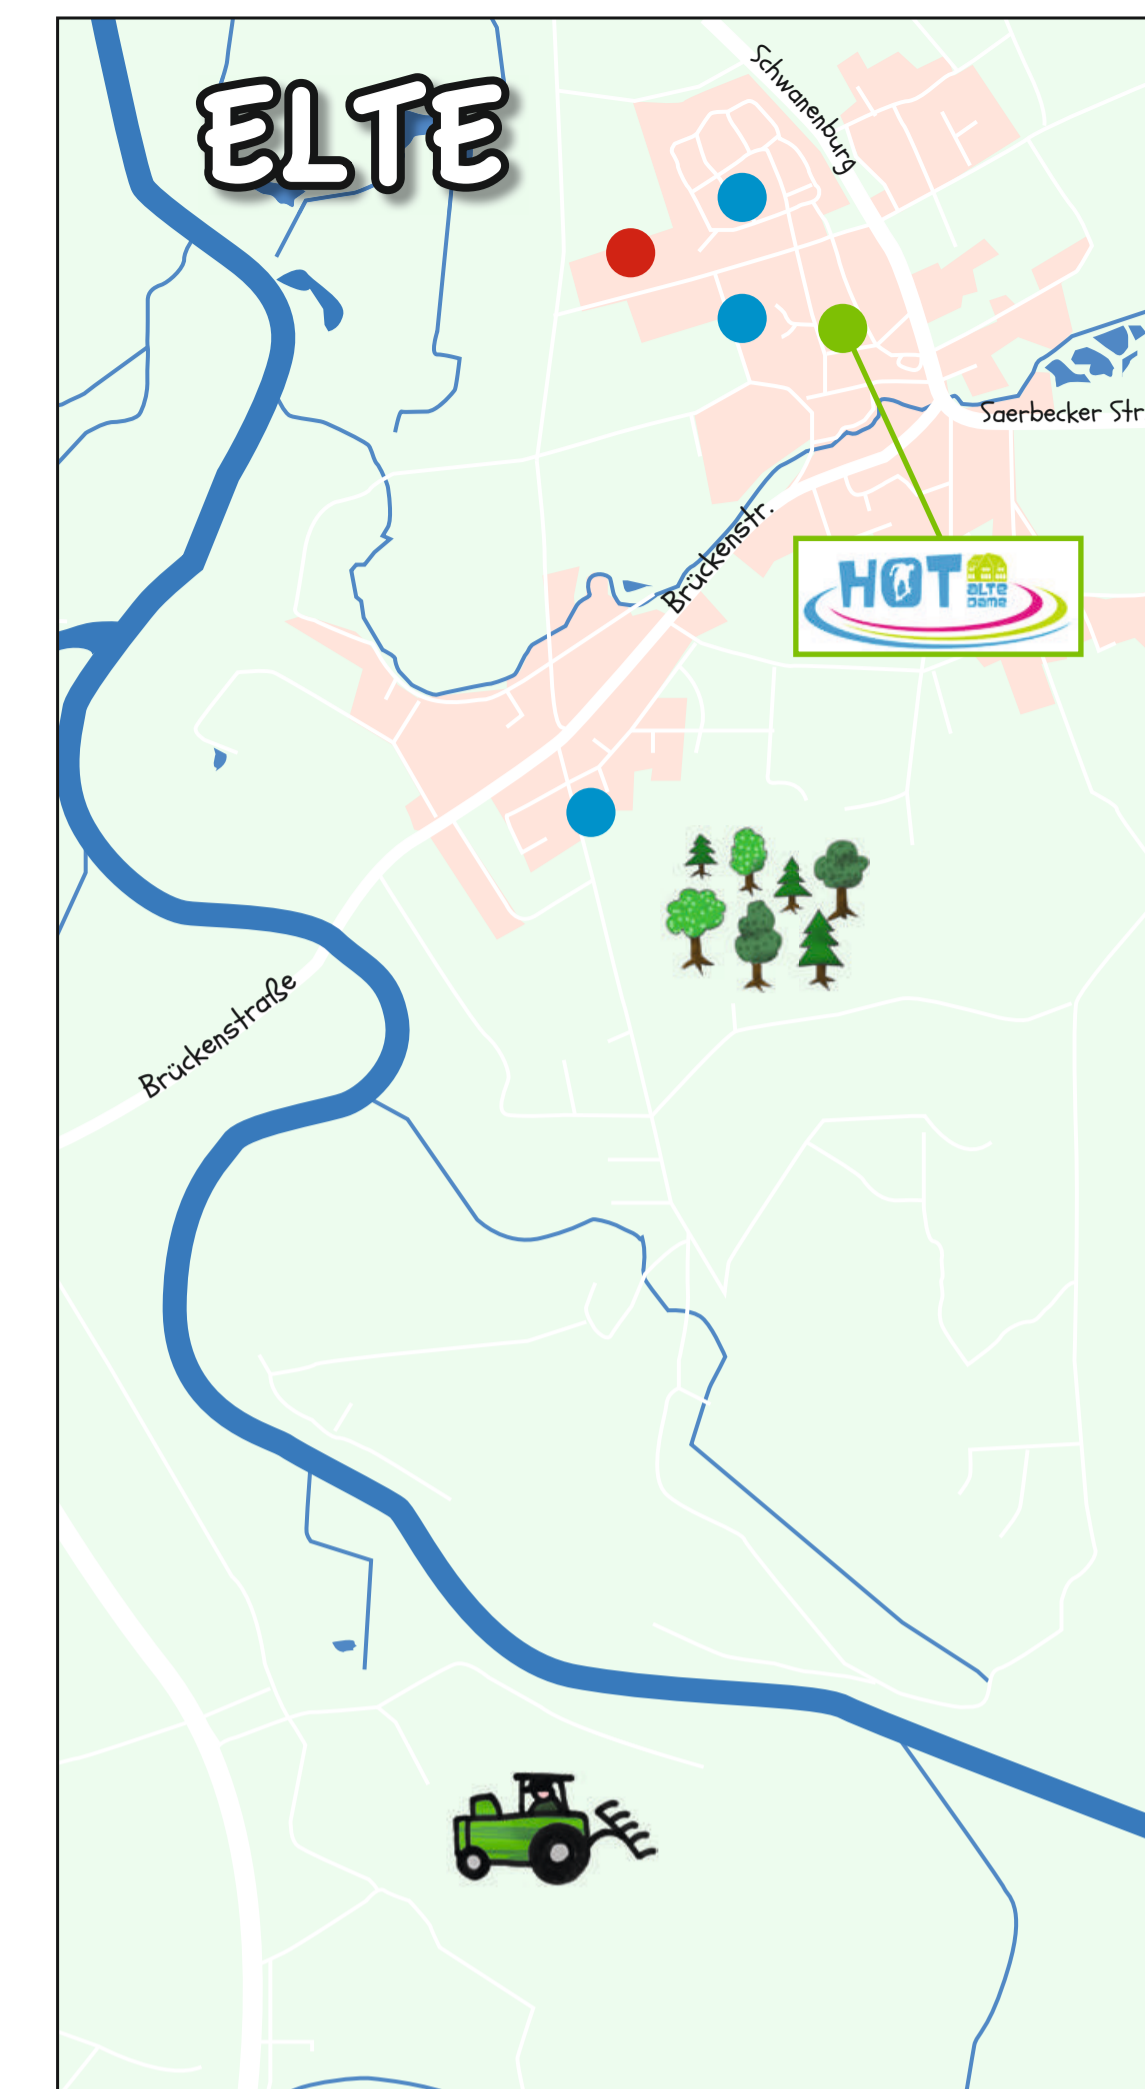 ELTE
Schwanenburg
Saerbecker Str
Brückenstr.
HOT
ALTE
DAME
Brückenstraße